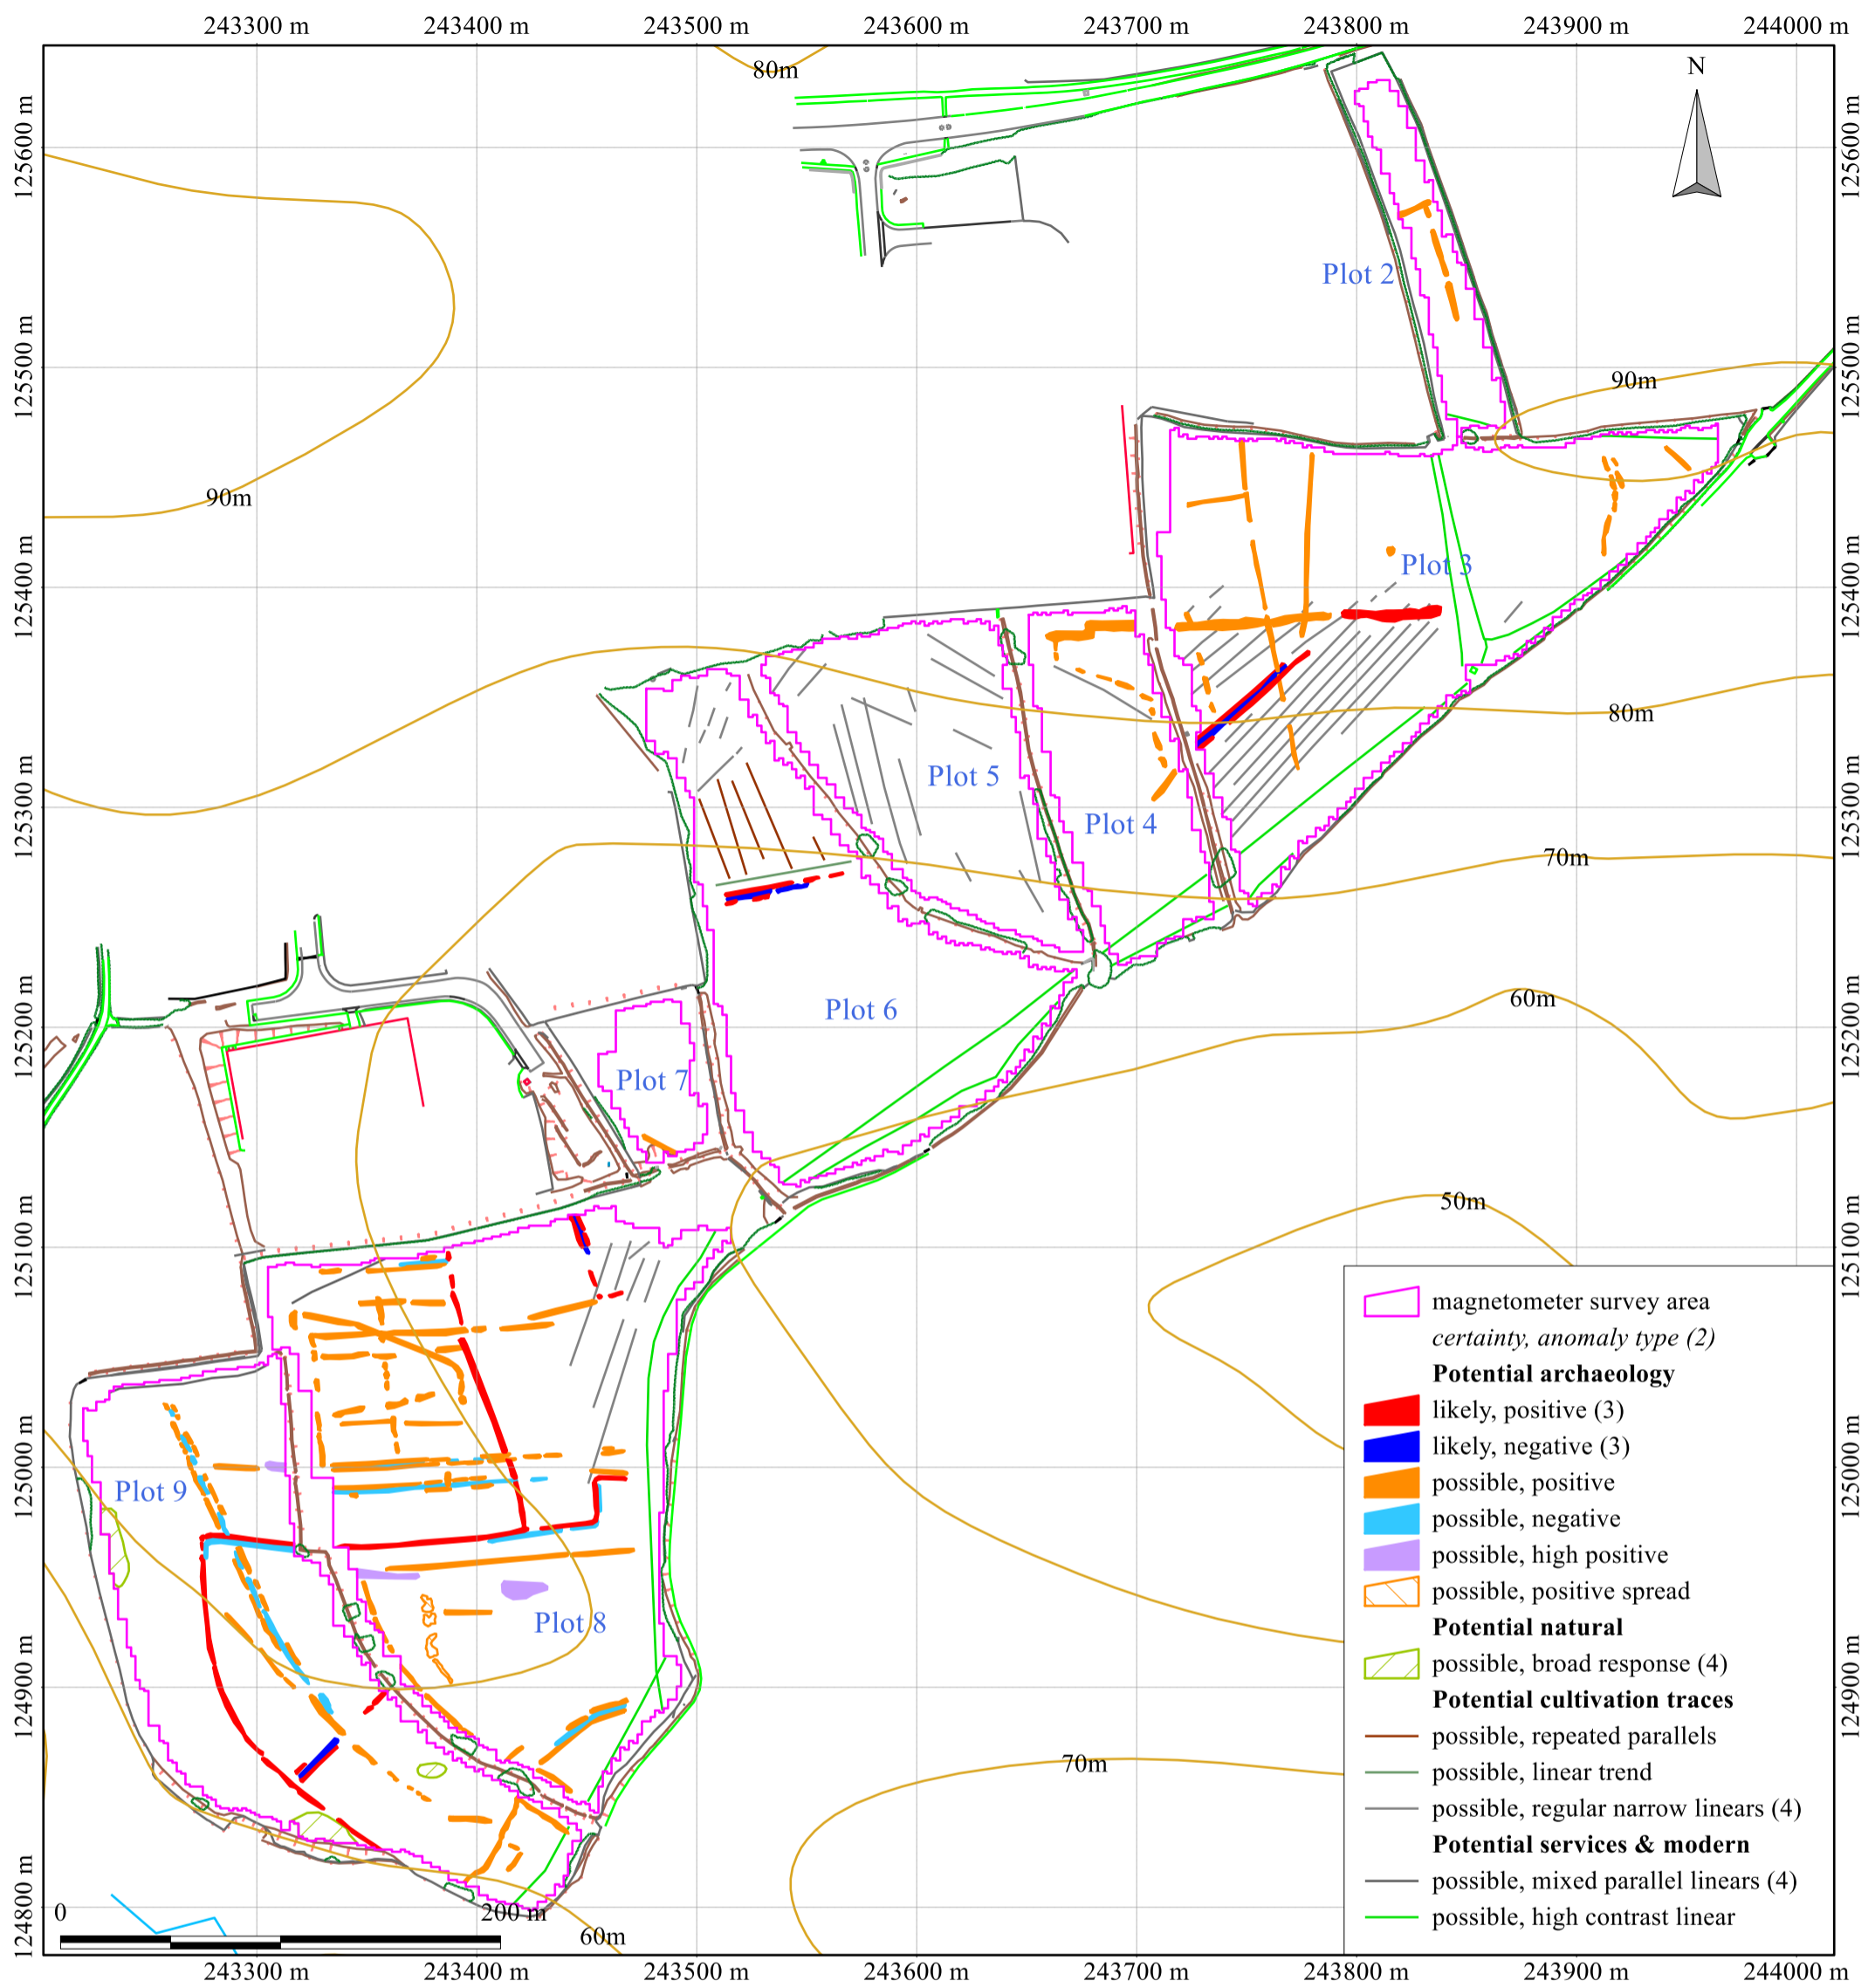 243300 m 243400 m 243500 m 243600 m 243700 m 243800 m 243900 m 244000 m
80m
N
125600 m 125600 m
Plot 2
125500 m 125500 m
90m
90m
125400 m 125400 m
Plot 3
80m
Plot 5
125300 m 125300 m
Plot 4
70m
60m
Plot 6
125200 m 125200 m
Plot 7
50m
125100 m 125100 m
magnetometer survey area
certainty, anomaly type (2)
Potential archaeology
likely, positive (3)
likely, negative (3)
possible, positive
possible, negative
possible, high positive
possible, positive spread
Potential natural
possible, broad response (4)
Potential cultivation traces
possible, repeated parallels
possible, linear trend
possible, regular narrow linears (4)
Potential services & modern
possible, mixed parallel linears (4)
possible, high contrast linear
125000 m 125000 m
Plot 9
Plot 8
124900 m 124900 m
70m
124800 m 124800 m
0 200 m
60m
243300 m 243400 m 243500 m 243600 m 243700 m 243800 m 243900 m 244000 m